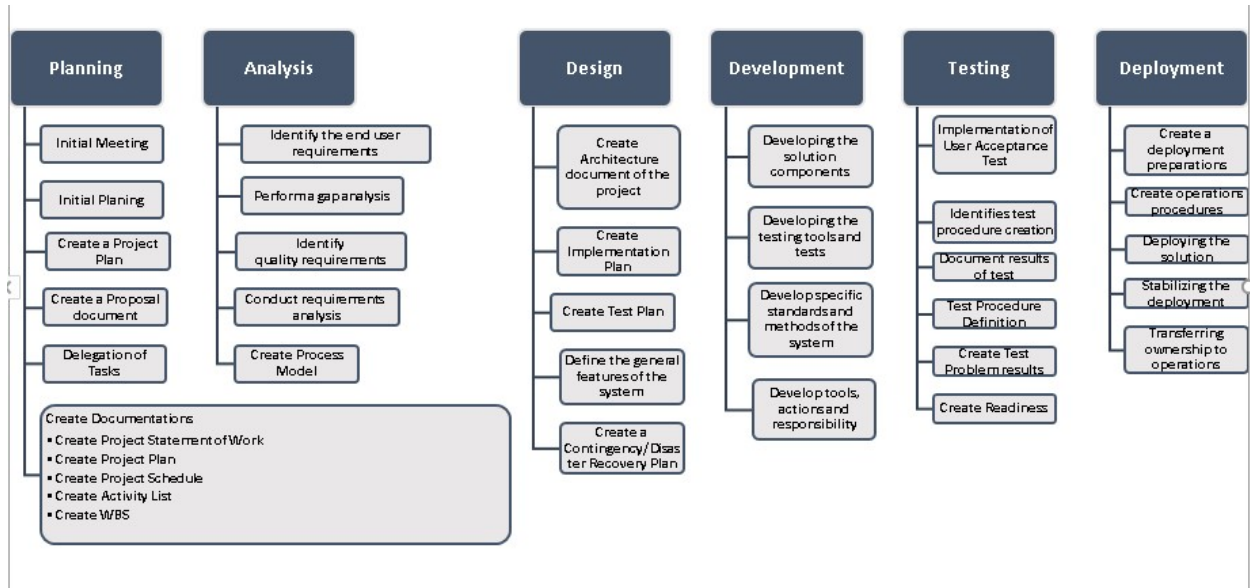 Planning
Initial Meeting
Initial Planing
Create a Project
Plan
Create a Proposal
document
Delegation of
Tasks
Create Documentations
▪ Create Project Statement of Work
▪ Create Project Plan
▪ Create Project Schedule
▪ Create Activity List
▪ Create WBS
Analysis
Identify the end user
requirements
Perform a gap analysis
Identify
quality requirements
Conduct requirements
analysis
Create Process
Model
Design
Create
Architecture
document of the
project
Create
Implementation
Plan
Create Test Plan
Define the general
features of the
system
Create a
Contingency/Disas
ter Recovery Plan
Development
Developing the
solution
components
Developing the
testing tools and
tests
Develop specific
standards and
methods of the
system
Develop tools,
actions and
responsibility
Testing
Implementation of
User Acceptance
Test
Identifies test
procedure creation
Document results
of test
Test Procedure
Definition
Create Test
Problem results
Create Readiness
Deployment
Create a
deployment
preparations
Create operations
procedures
Deploying the
solution
Stabilizing the
deployment
Transferring
ownership to
operations